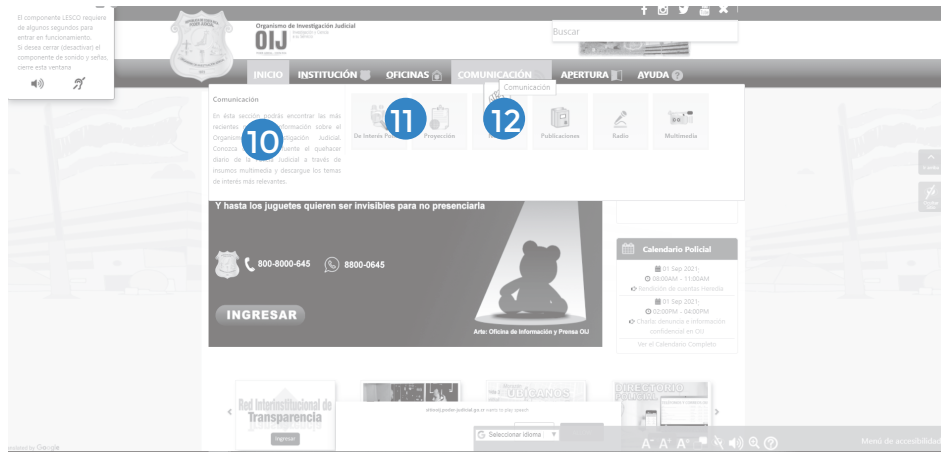 El componente LESCO requiere
de algunos segundos para
entrar en funcionamiento.
Si desea cerrar (desactivar) el
componente de sonido y señas,
cierre esta ventana
Organismo de Investigación Judicial
OIJ
Buscar
INICIO INSTITUCIÓN OFICINAS COMUNICACIÓN APERTURA AYUDA
Comunicación
Comunicación
En ésta sección podrás encontrar las más
recientes información sobre el
Organismo Investigación Judicial.
Conozca el quehacer
diario de la Judicial a través de
insumos multimedia y descargue los temas
de interés más relevantes.
10
11
12
De Interés Proyección Publicaciones Radio Multimedia
Y hasta los juguetes quieren ser invisibles para no presenciarla
800-8000-645 8800-0645
INGRESAR
Arte: Oficina de Información y Prensa OIJ
Calendario Policial
01 Sep 2021,
08:00AM - 11:00AM
Rendición de cuentas Heredia
01 Sep 2021,
02:00PM - 04:00PM
Charla: denuncia e información
confidencial en OIJ
Ver el Calendario Completo
Red Interinstitucional de
Transparencia
Ingresar
UBÍCANOS
DIRECTORIO
POLICIAL
Seleccionar idioma
Menú de accesibilidad